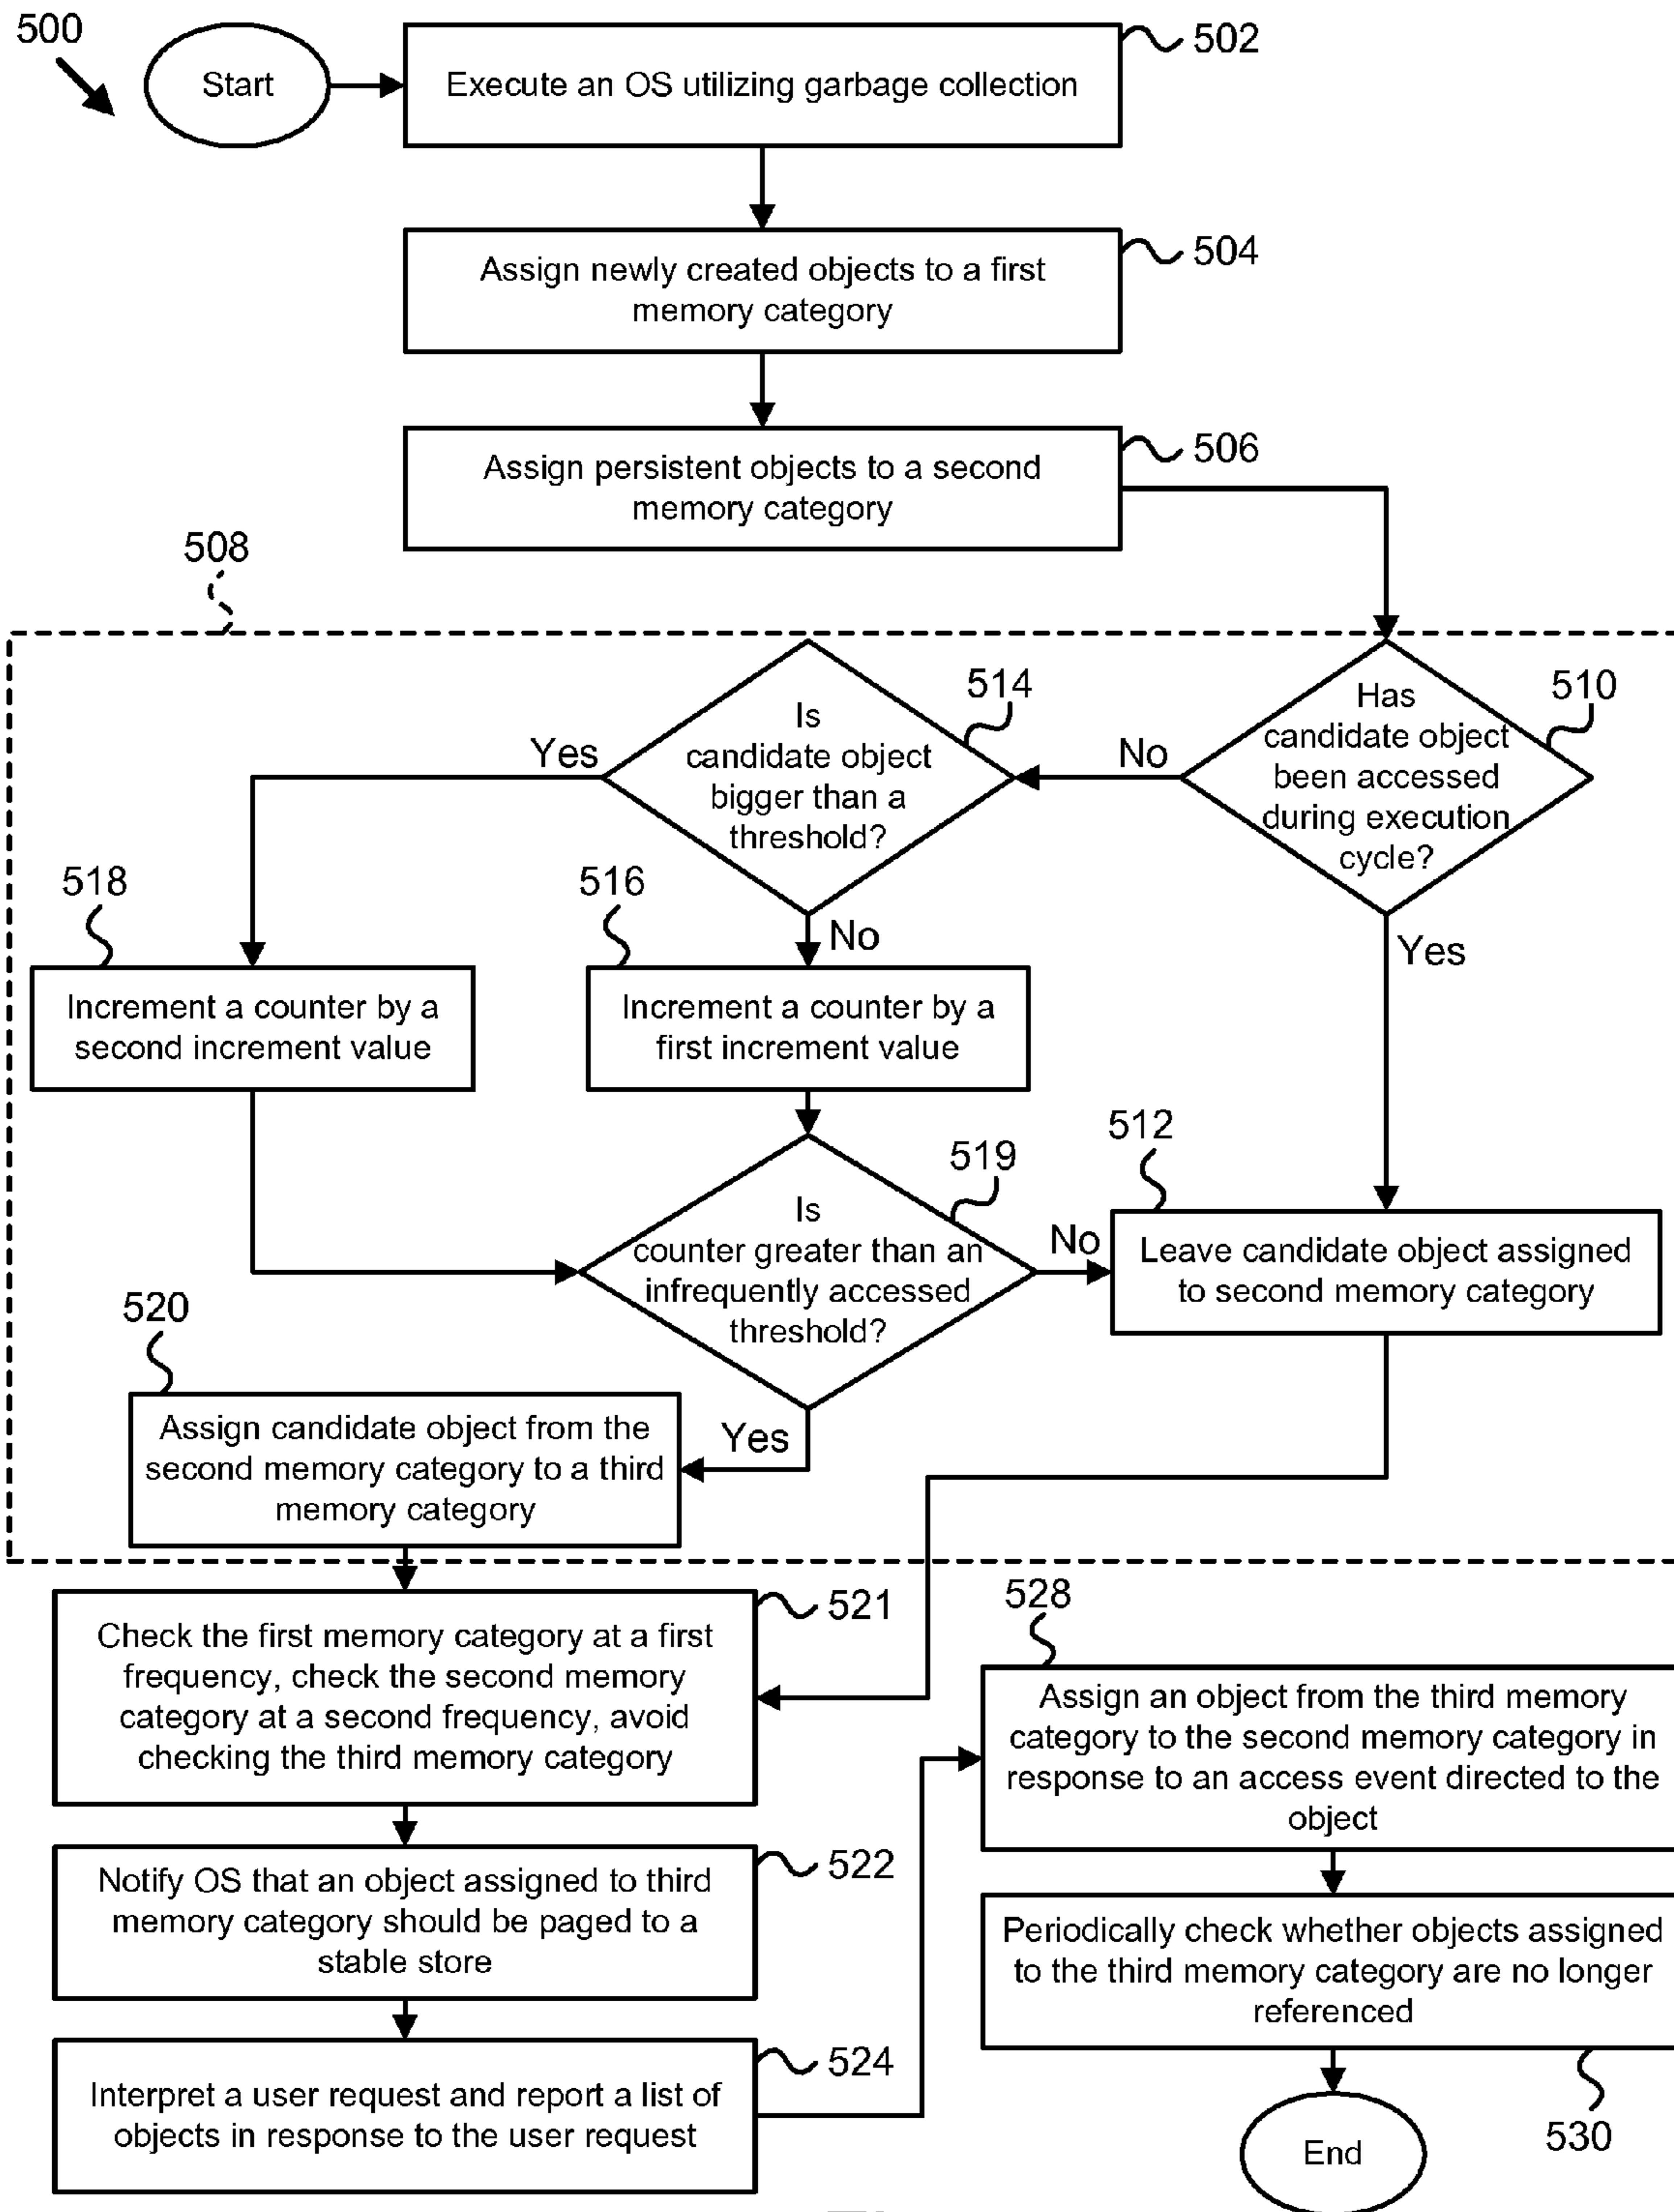 500
Start
502
Execute an OS utilizing garbage collection
504
Assign newly created objects to a first
memory category
506
Assign persistent objects to a second
memory category
508
510
Has
candidate object
been accessed
during execution
cycle?
No
Yes
514
Is
candidate object
bigger than a
threshold?
Yes
No
518
Increment a counter by a
second increment value
516
Increment a counter by a
first increment value
519
Is
counter greater than an
infrequently accessed
threshold?
No
Yes
512
Leave candidate object assigned
to second memory category
520
Assign candidate object from the
second memory category to a third
memory category
521
Check the first memory category at a first
frequency, check the second memory
category at a second frequency, avoid
checking the third memory category
522
Notify OS that an object assigned to third
memory category should be paged to a
stable store
524
Interpret a user request and report a list of
objects in response to the user request
528
Assign an object from the third memory
category to the second memory category in
response to an access event directed to the
object
Periodically check whether objects assigned
to the third memory category are no longer
referenced
530
End